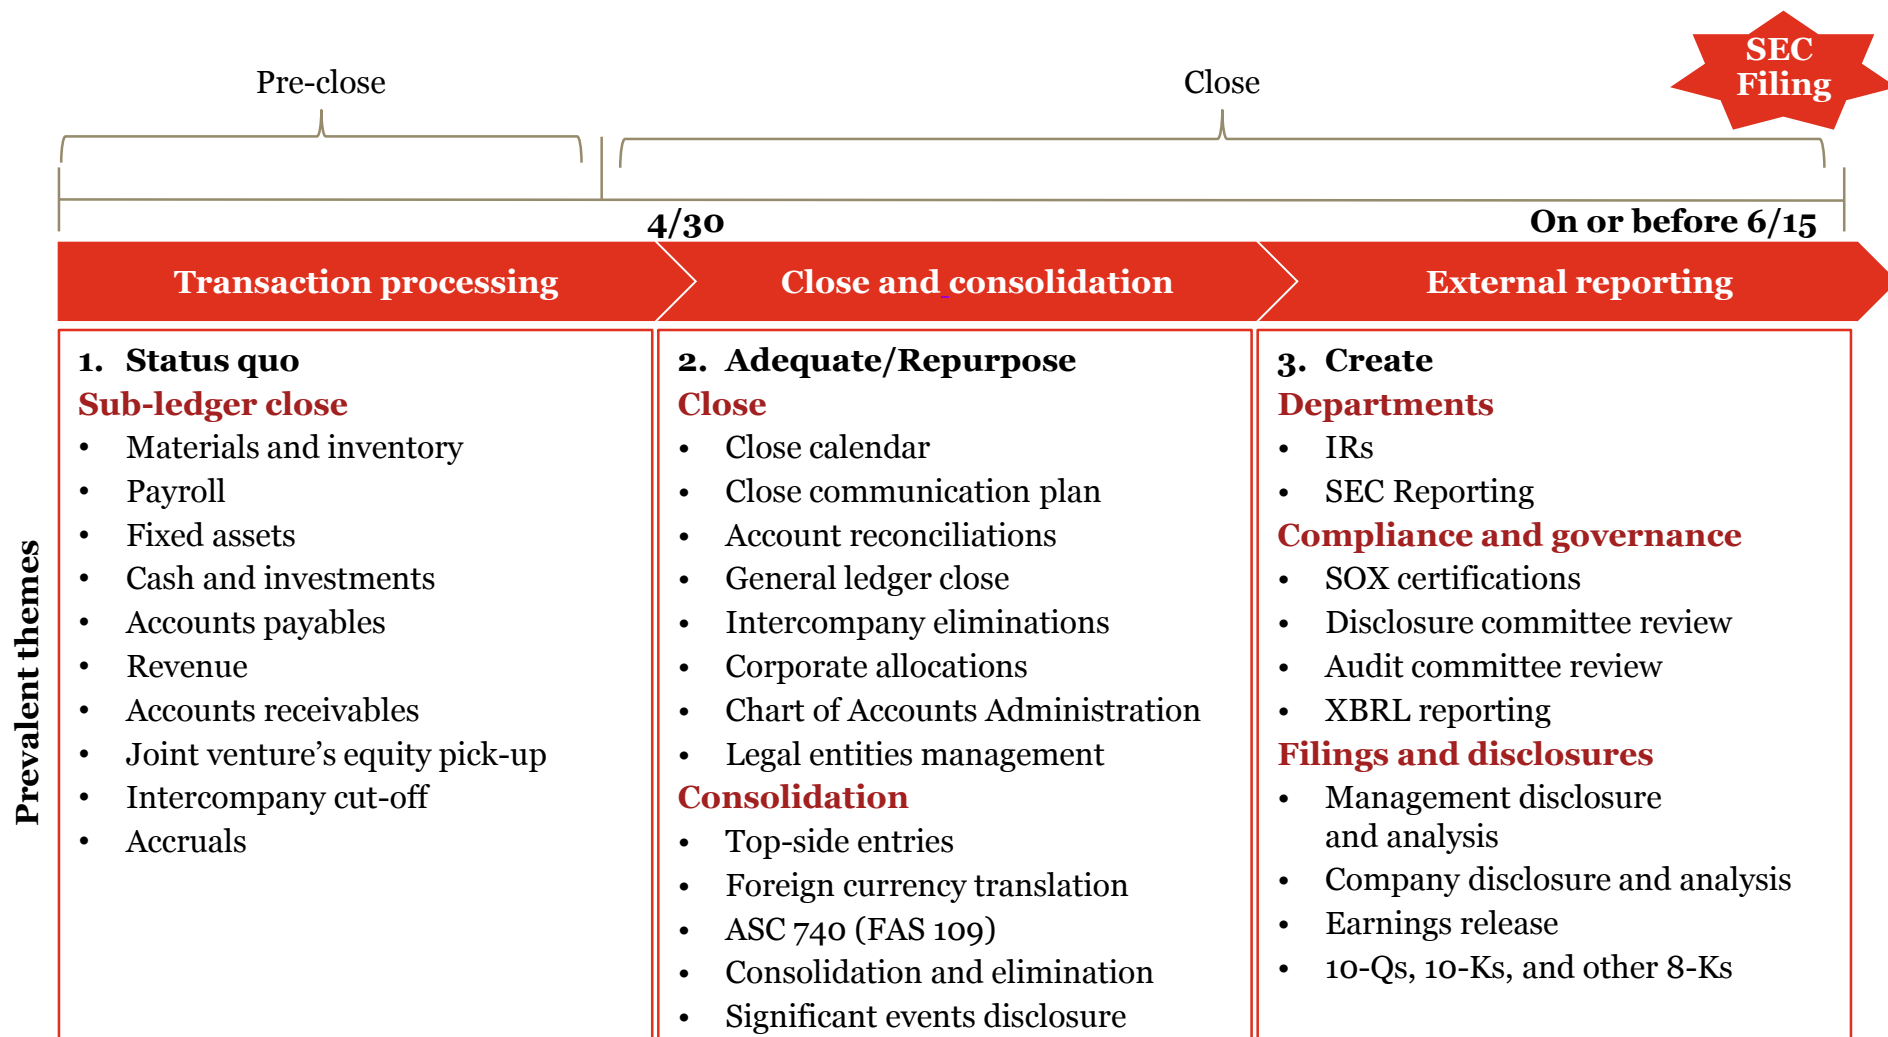 SEC
Filing
Pre-close
Close
4/30
On or before 6/15
Transaction processing
Close and consolidation
External reporting
Prevalent themes
1. Status quo
Sub-ledger close
• Materials and inventory
• Payroll
• Fixed assets
• Cash and investments
• Accounts payables
• Revenue
• Accounts receivables
• Joint venture’s equity pick-up
• Intercompany cut-off
• Accruals
2. Adequate/Repurpose
Close
• Close calendar
• Close communication plan
• Account reconciliations
• General ledger close
• Intercompany eliminations
• Corporate allocations
• Chart of Accounts Administration
• Legal entities management
Consolidation
• Top-side entries
• Foreign currency translation
• ASC 740 (FAS 109)
• Consolidation and elimination
• Significant events disclosure
3. Create
Departments
• IRs
• SEC Reporting
Compliance and governance
• SOX certifications
• Disclosure committee review
• Audit committee review
• XBRL reporting
Filings and disclosures
• Management disclosure
and analysis
• Company disclosure and analysis
• Earnings release
• 10-Qs, 10-Ks, and other 8-Ks